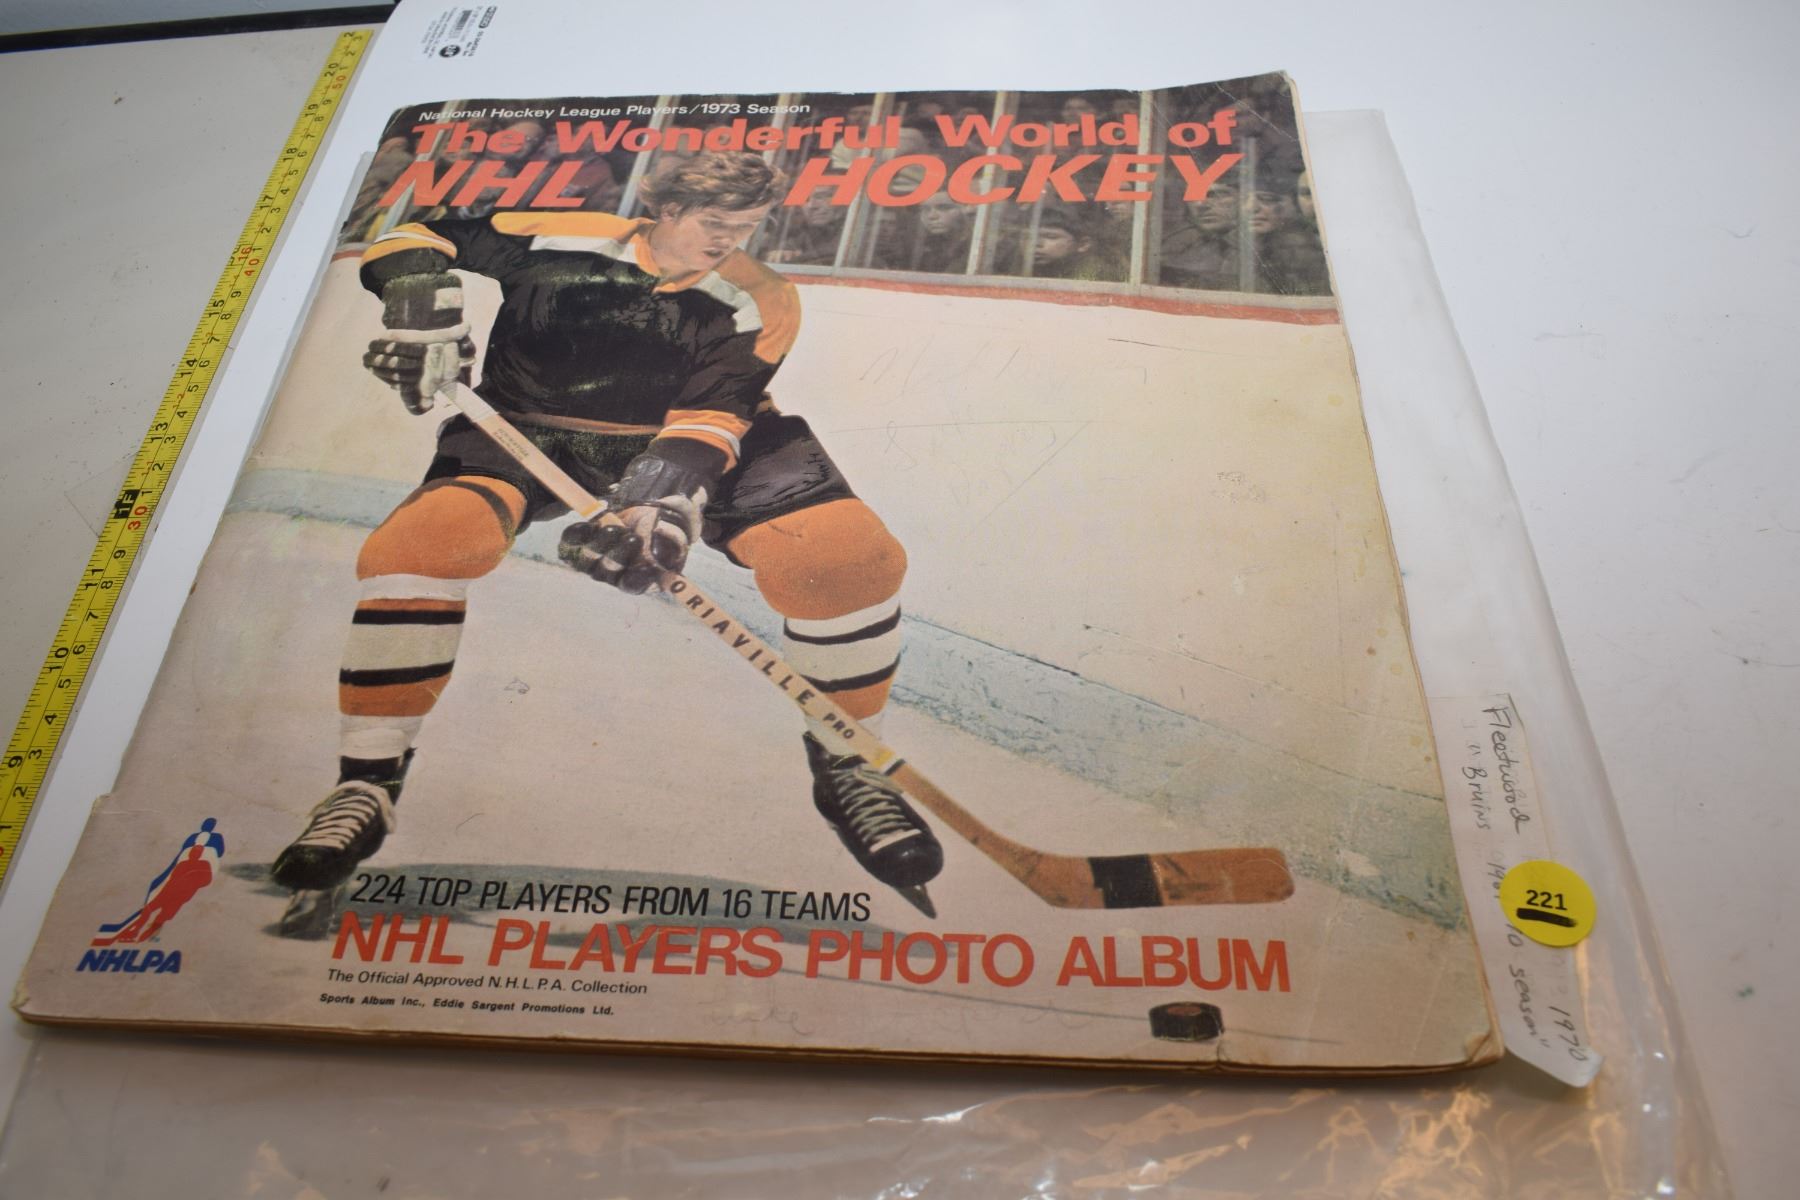 National Hockey League Players/1973 Season
The Wonderful World of
NHL HOCKEY
ORIAVILLE PRO
224 TOP PLAYERS FROM 16 TEAMS
NHL PLAYERS PHOTO ALBUM
The Official Approved N.H.L.P.A. Collection
Sports Album Inc., Eddie Sargent Promotions Ltd.
NHLPA
221
Fleetwood
Bruins
season"
1970